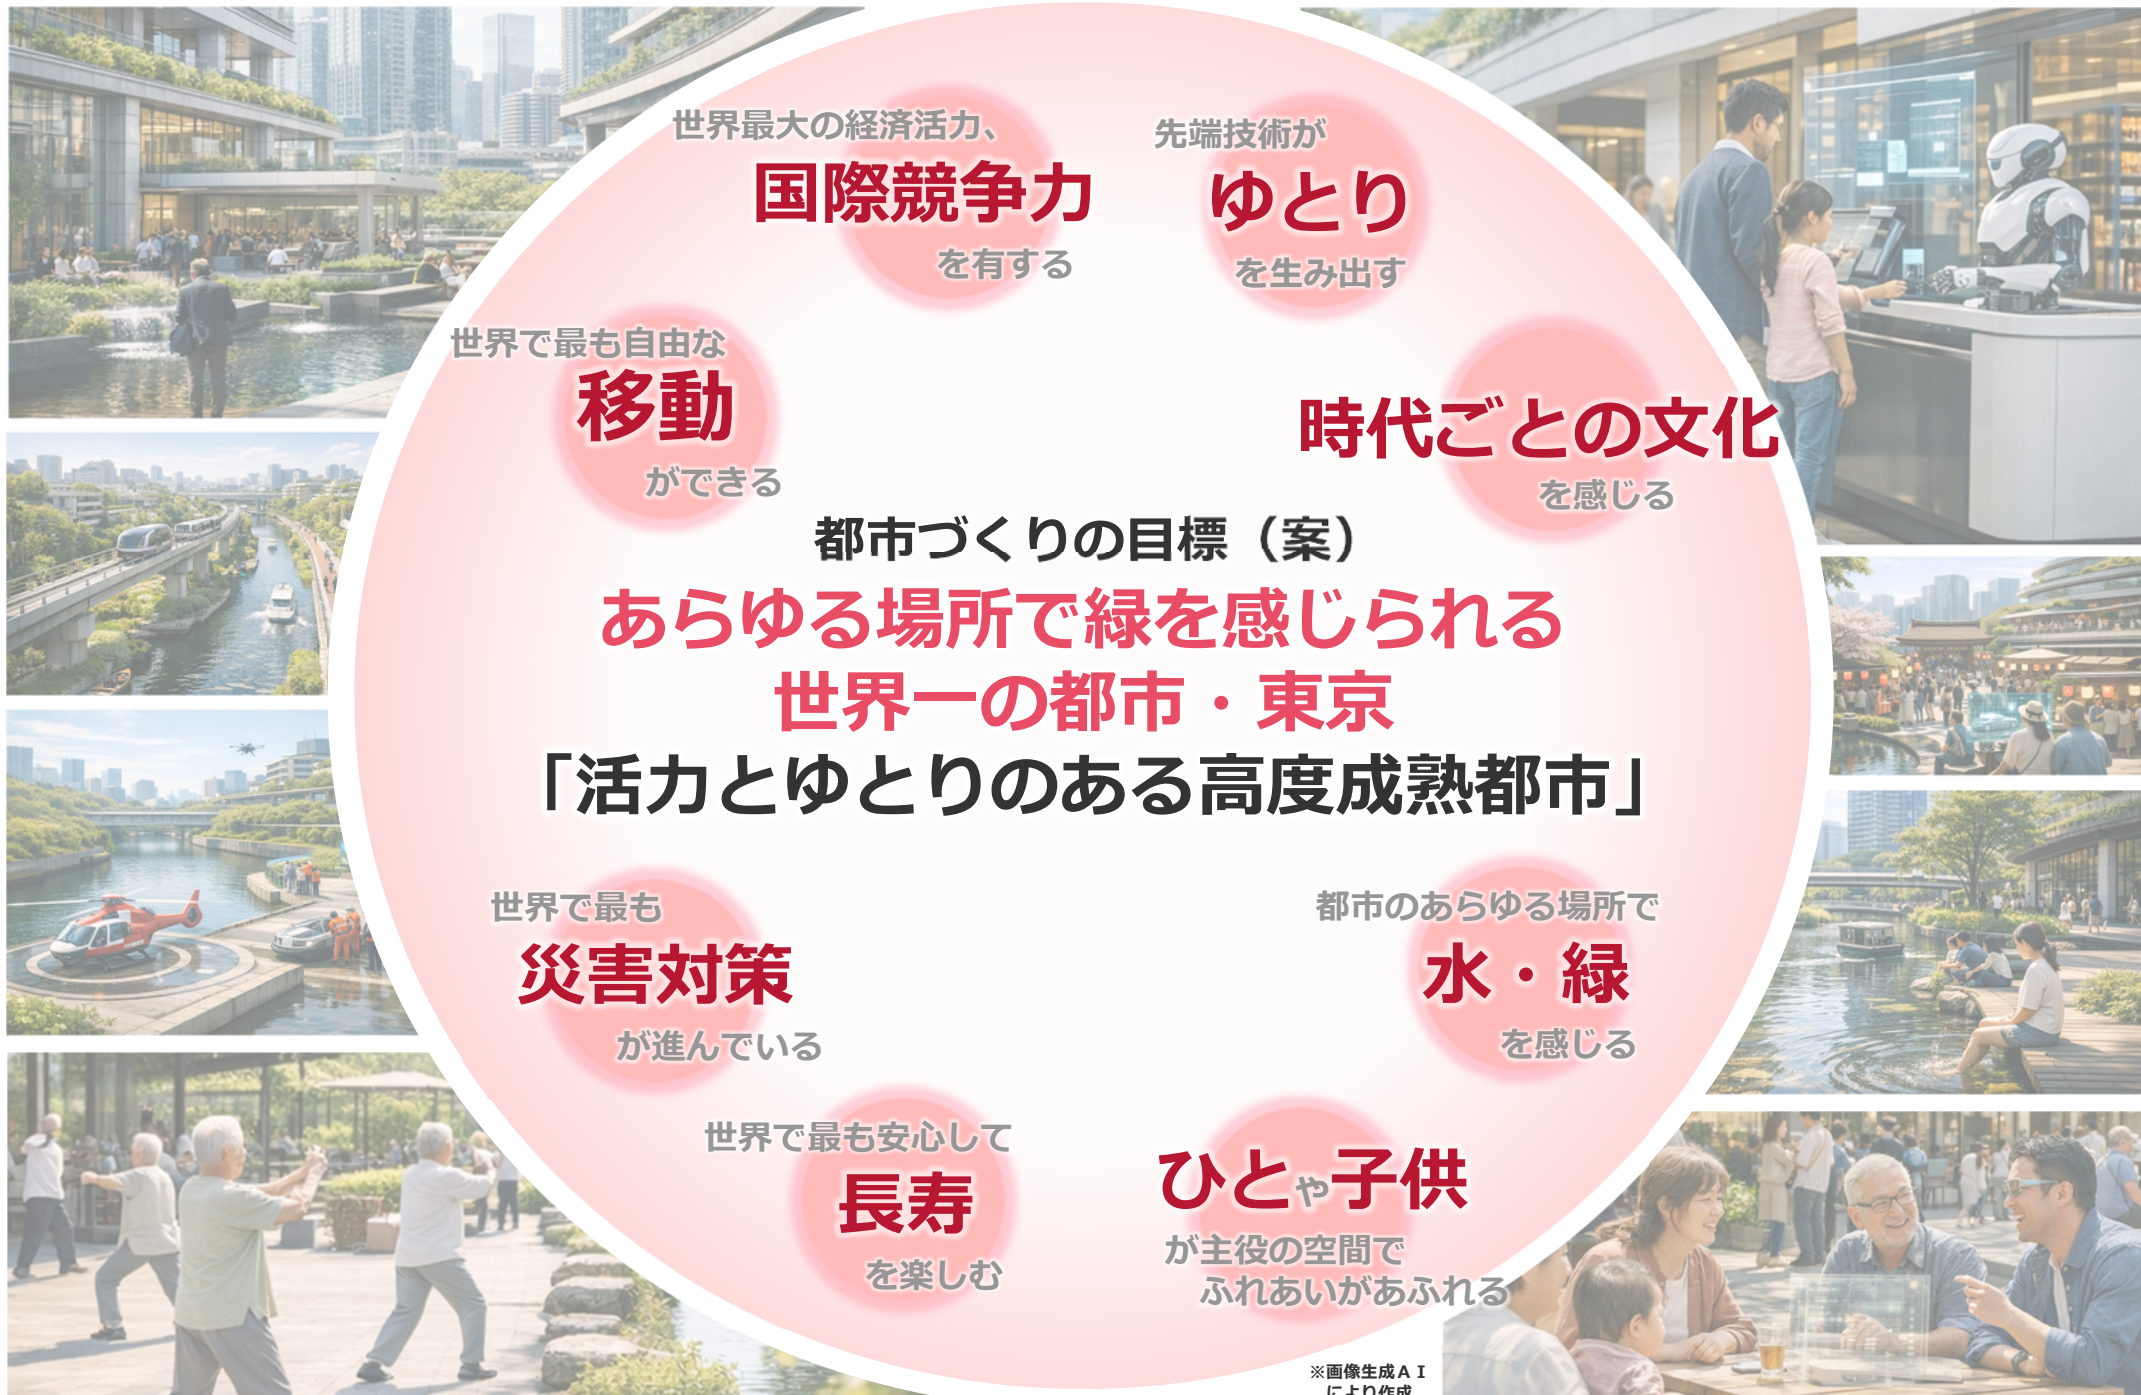 世界最大の経済活力、
国際競争力
を有する
先端技術が
ゆとり
を生み出す
世界で最も自由な
移動
ができる
時代ごとの文化
を感じる
都市づくりの目標（案）
あらゆる場所で緑を感じられる
世界一の都市・東京
「活力とゆとりのある高度成熟都市」
世界で最も
災害対策
が進んでいる
都市のあらゆる場所で
水・緑
を感じる
世界で最も安心して
長寿
を楽しむ
ひとや子供
が主役の空間で
ふれあいがあふれる
※画像生成ＡＩ
により作成